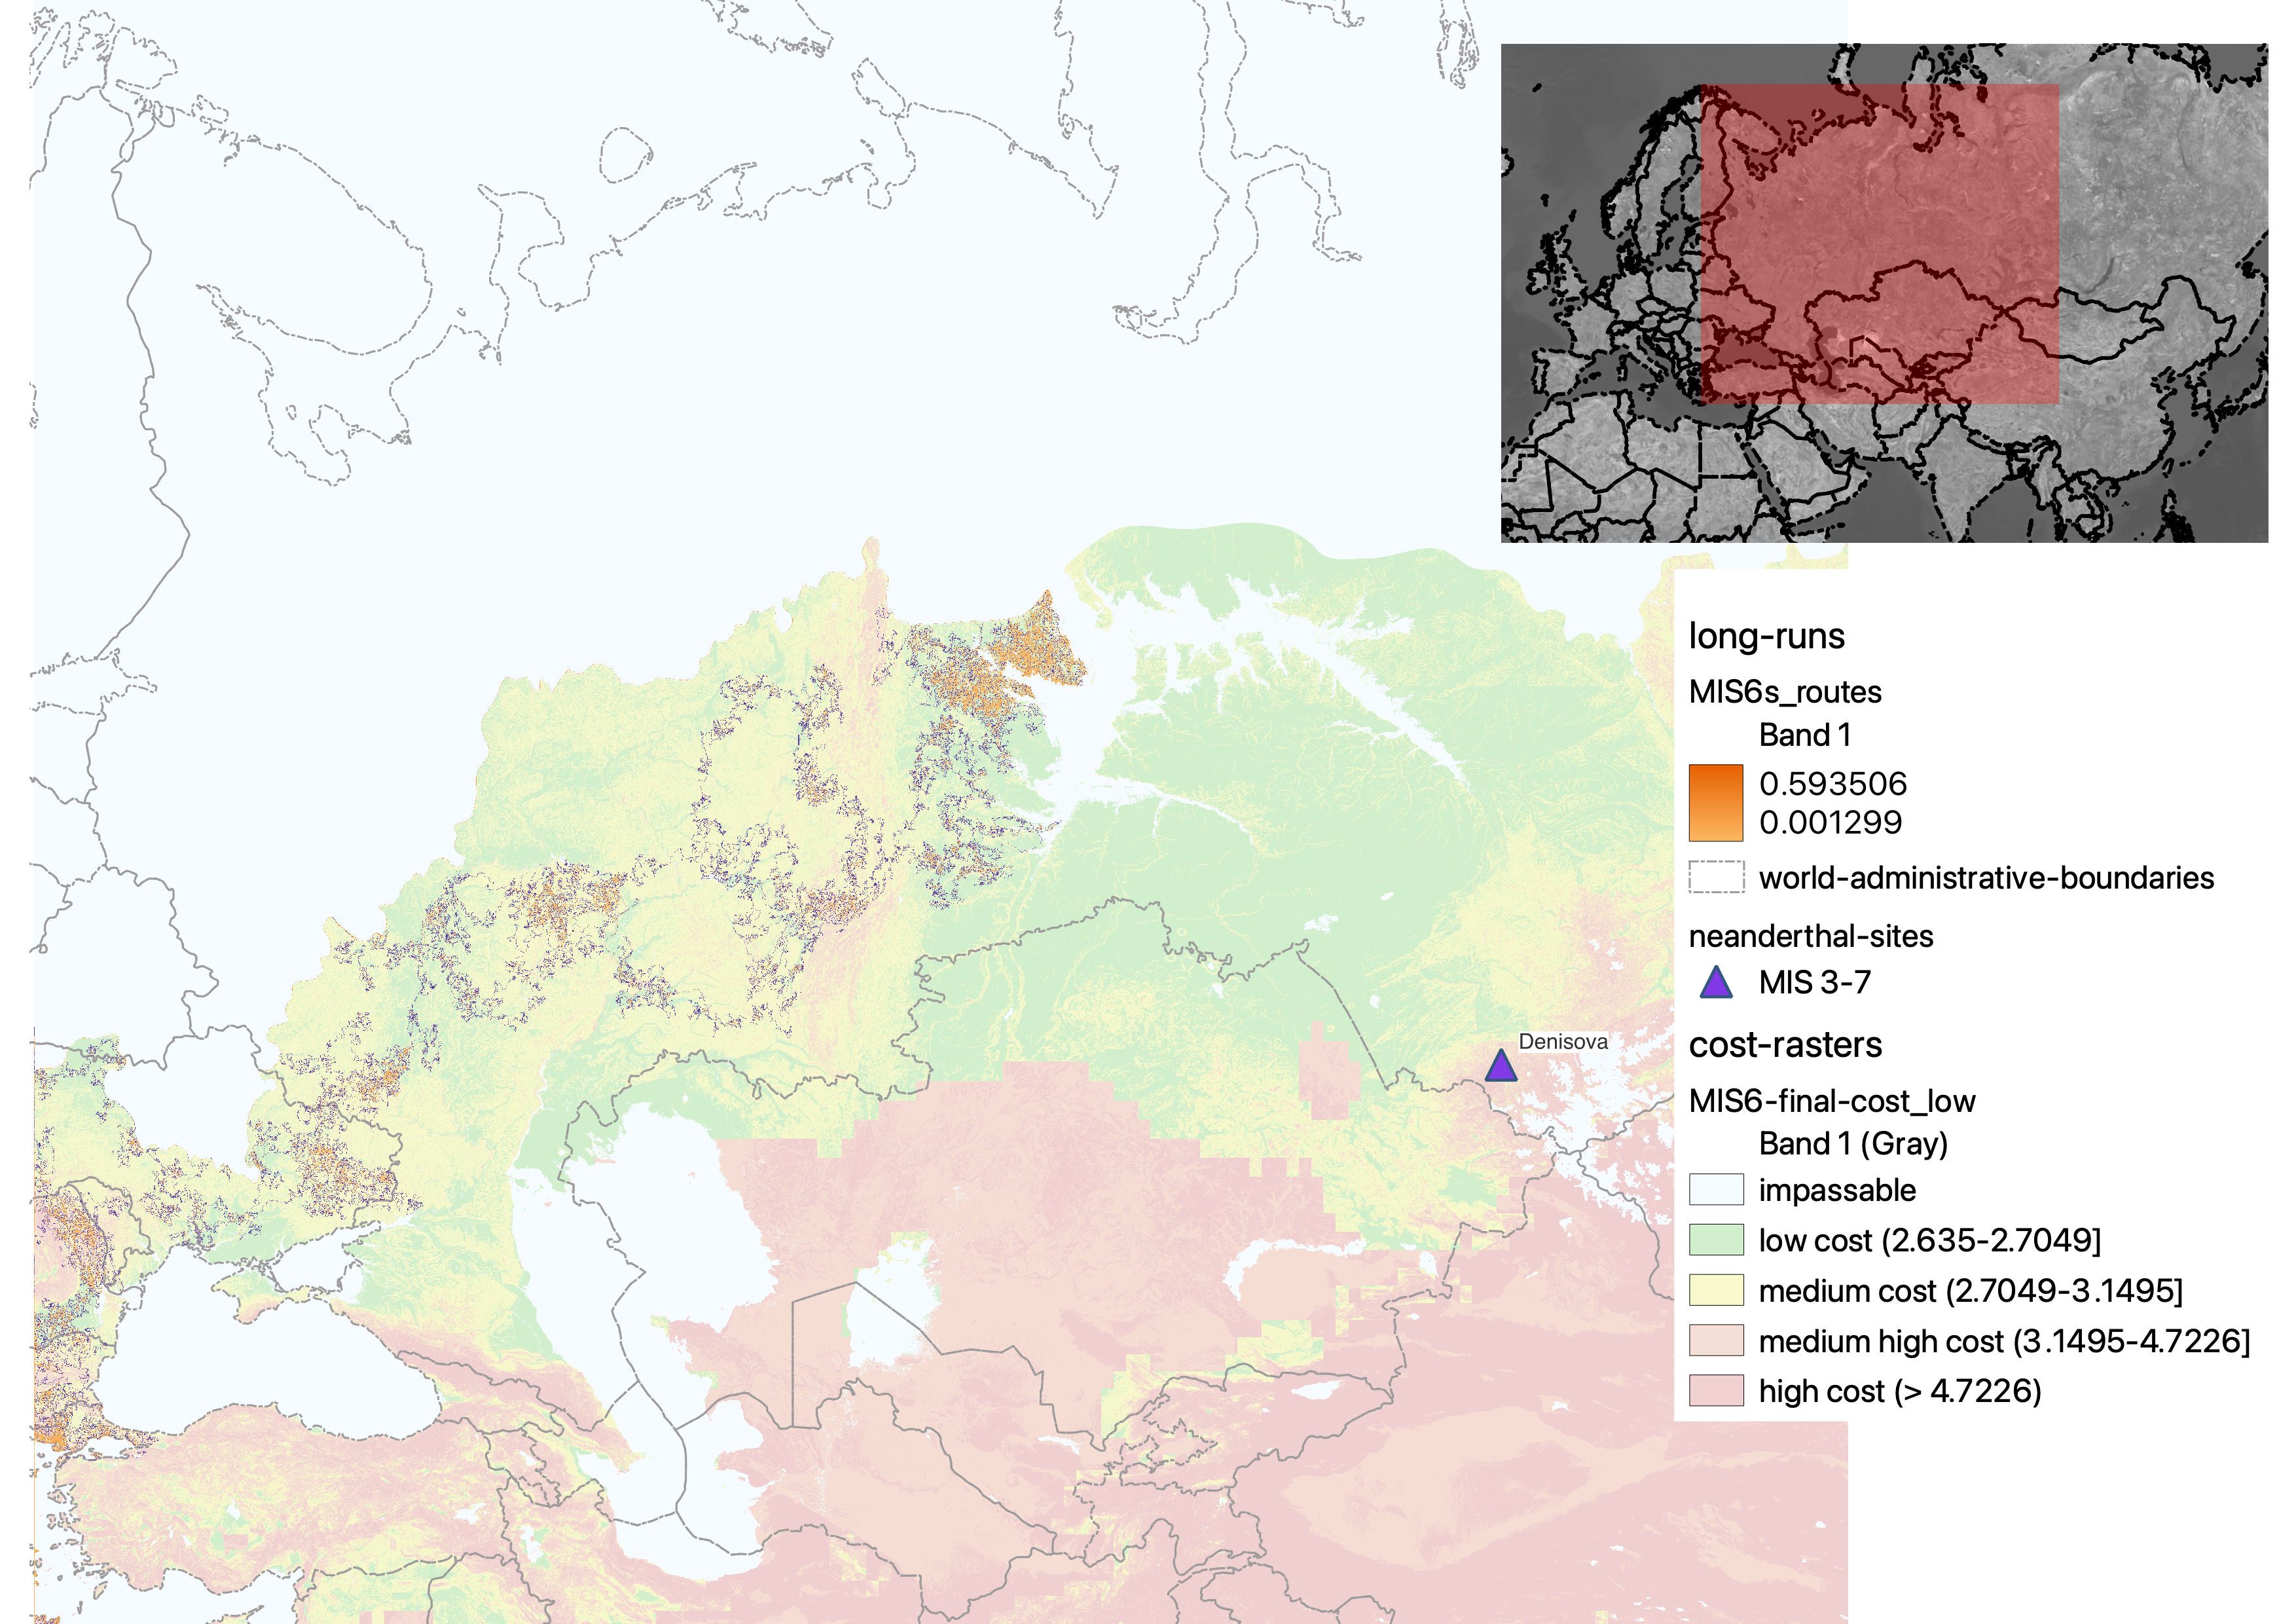 long-runs
MIS6s_routes
Band 1
0.593506
0.001299
world-administrative-boundaries
neanderthal-sites
MIS 3-7
Denisova
cost-rasters
MIS6-final-cost_low
Band 1 (Gray)
impassable
low cost (2.635-2.7049]
medium cost (2.7049-3.1495]
medium high cost (3.1495-4.7226]
high cost (> 4.7226)